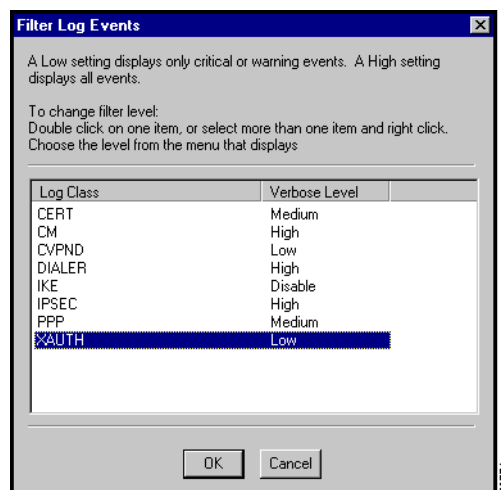 Filter Log Events
A Low setting displays only critical or warning events. A High setting
displays all events.
To change filter level:
Double click on one item, or select more than one item and right click.
Choose the level from the menu that displays
Log Class Verbose Level
CERT Medium
CM High
CVPND Low
DIALER High
IKE Disable
IPSEC High
PPP Medium
XAUTH Low
OK Cancel